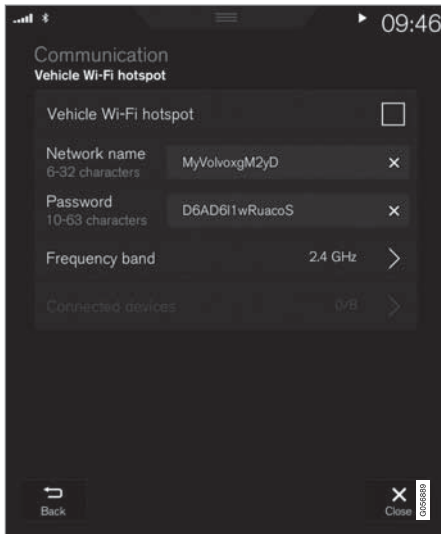 09:46
Communication
Vehicle Wi-Fi hotspot
Vehicle Wi-Fi hotspot
Network name
6-32 characters
MyVolvoxgM2yD
Password
10-63 characters
D6AD6I1wRuacoS
Frequency band 2.4 GHz
Connected devices 0/8
Back
Close
G056889